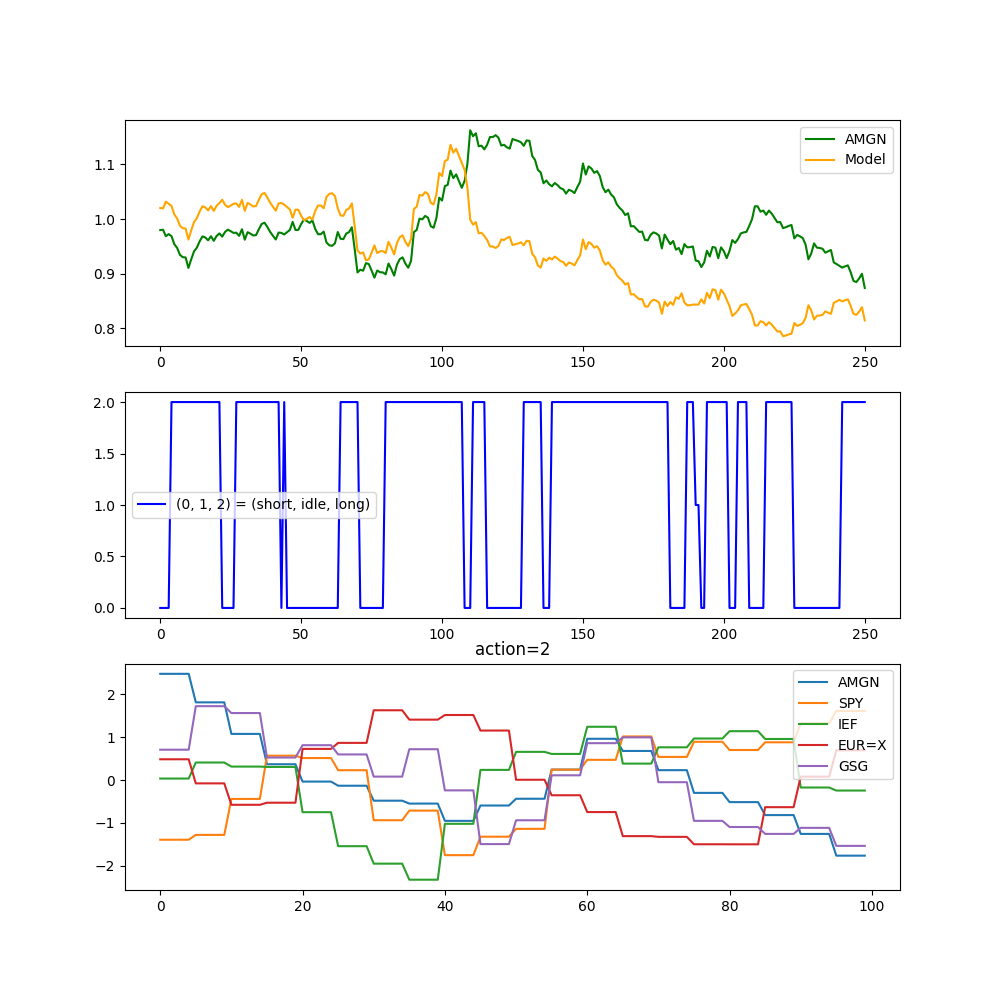 AMGN
Model
1.1
1.0
0.9
0.8
0 50 100 150 200 250
2.0
1.5
1.0
0.5
0.0
(0, 1, 2) = (short, idle, long)
0 50 100 150 200 250
action=2
AMGN
SPY
IEF
EUR=X
GSG
2
1
0
−1
−2
0 20 40 60 80 100